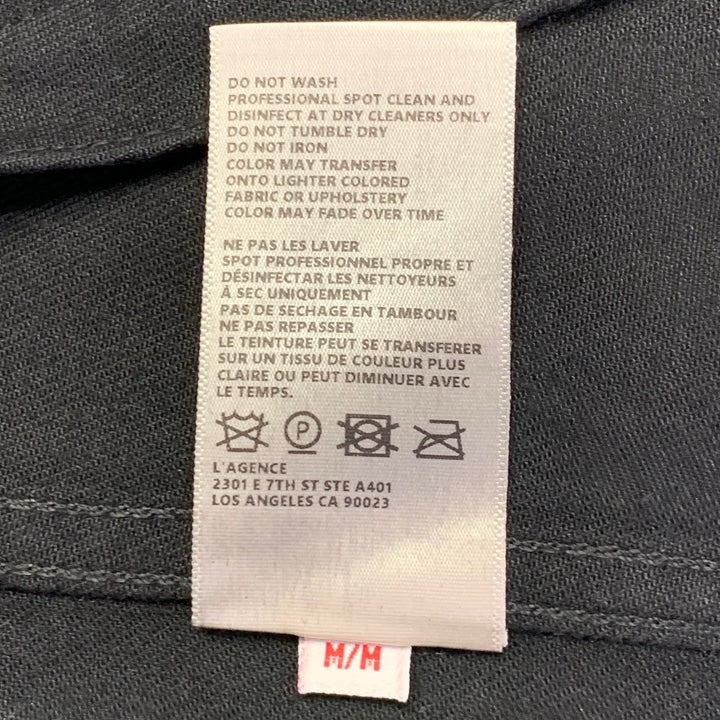 DO NOT WASH
PROFESSIONAL SPOT CLEAN AND
DISINFECT AT DRY CLEANERS ONLY
DO NOT TUMBLE DRY
DO NOT IRON
COLOR MAY TRANSFER
ONTO LIGHTER COLORED
FABRIC OR UPHOLSTERY
COLOR MAY FADE OVER TIME
NE PAS LES LAVER
SPOT PROFESSIONNEL PROPRE ET
DÉSINFECTAR LES NETTOYEURS
À SEC UNIQUEMENT
PAS DE SECHAGE EN TAMBOUR
NE PAS REPASSER
LE TEINTURE PEUT SE TRANSFERER
SUR UN TISSU DE COULEUR PLUS
CLAIRE OU PEUT DIMINUER AVEC
LE TEMPS.
P
L'AGENCE
2301 E 7TH ST STE A401
LOS ANGELES CA 90023
M/M